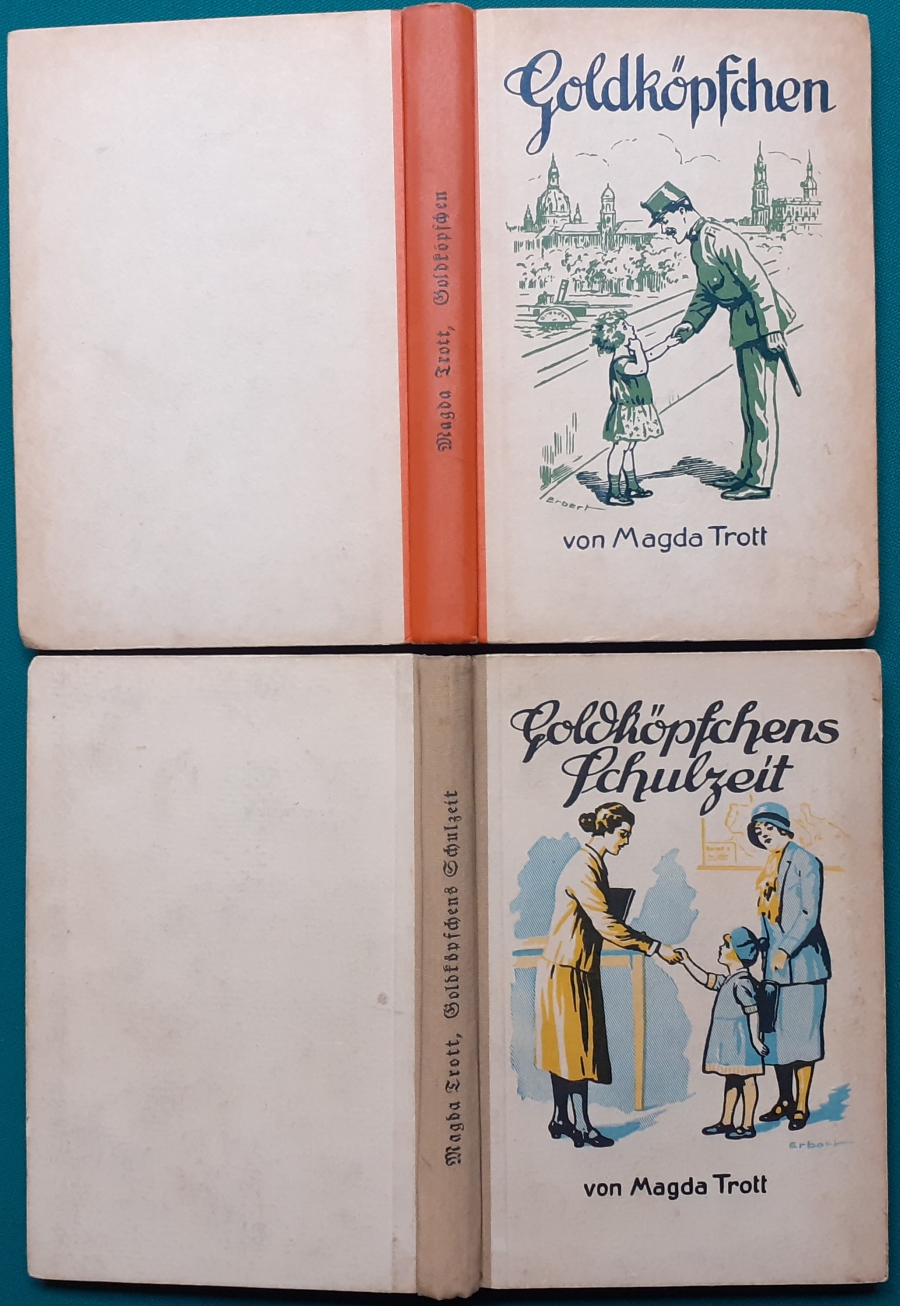 Goldköpfchen
Magda Trott, Goldköpfchen
Erbert
von Magda Trott
Goldköpfchens
Schulzeit
Magda Trott, Goldköpfchens Schulzeit
Erbert
von Magda Trott